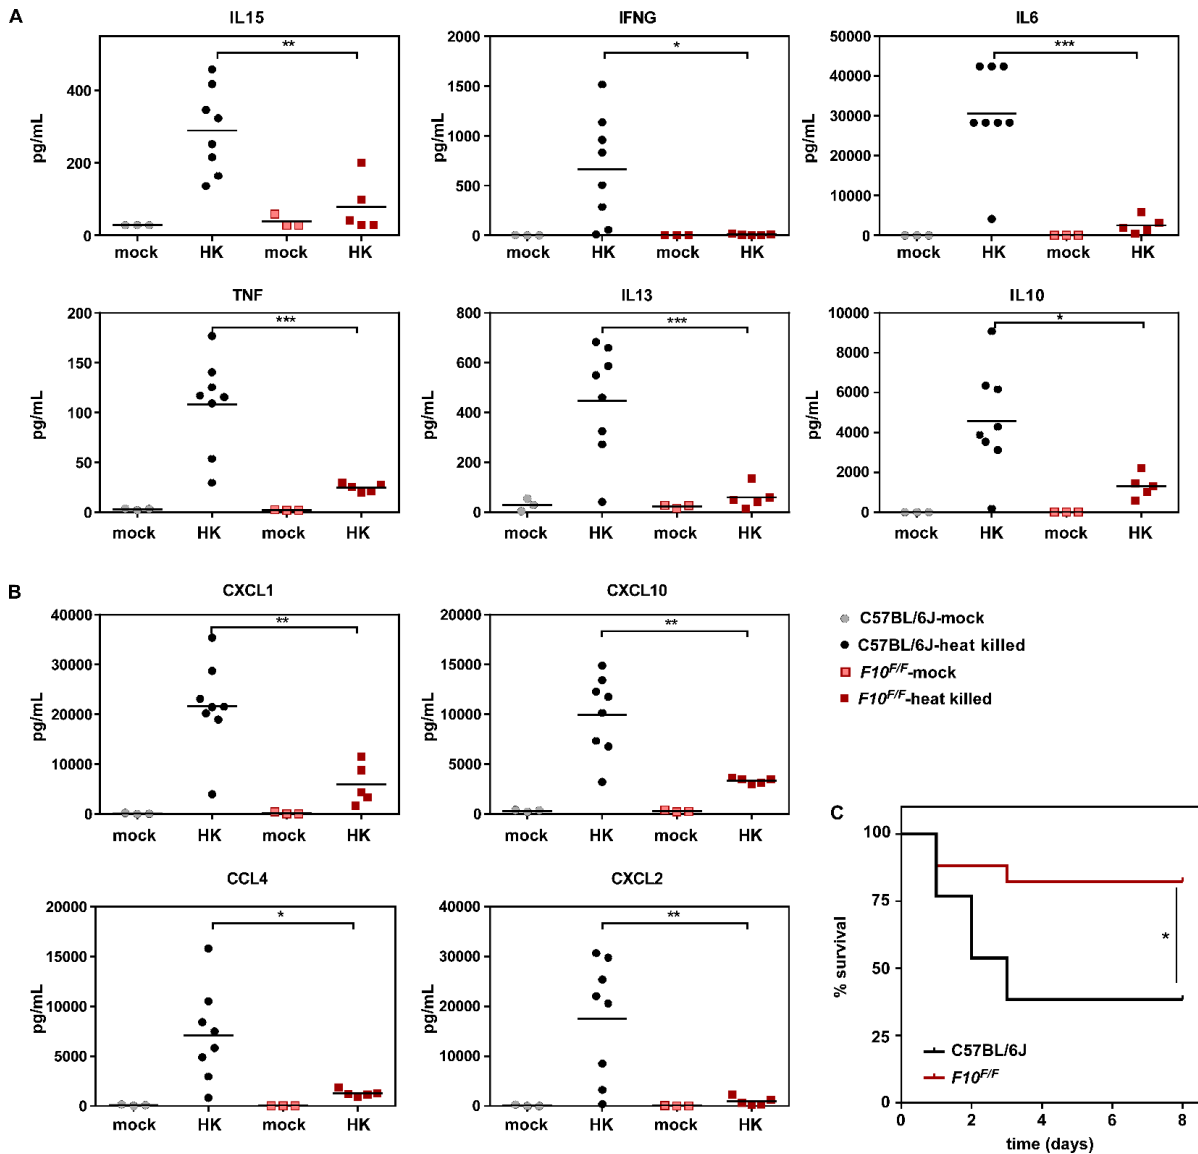 A
IL15
IFNG
IL6
**
*
***
pg/mL
400
200
0
mock HK mock HK
pg/mL
2000
1500
1000
500
0
mock HK mock HK
pg/mL
50000
40000
30000
20000
10000
0
mock HK mock HK
TNF
IL13
IL10
***
***
*
pg/mL
200
150
100
50
0
mock HK mock HK
pg/mL
800
600
400
200
0
mock HK mock HK
pg/mL
10000
8000
6000
4000
2000
0
mock HK mock HK
B
CXCL1
CXCL10
**
**
pg/mL
40000
30000
20000
10000
0
mock HK mock HK
pg/mL
20000
15000
10000
5000
0
mock HK mock HK
C57BL/6J-mock
C57BL/6J-heat killed
F10F/F-mock
F10F/F-heat killed
CCL4
CXCL2
*
**
pg/mL
20000
15000
10000
5000
0
mock HK mock HK
pg/mL
40000
30000
20000
10000
0
mock HK mock HK
C
% survival
100
75
50
25
0
*
C57BL/6J
F10F/F
0 2 4 6 8
time (days)